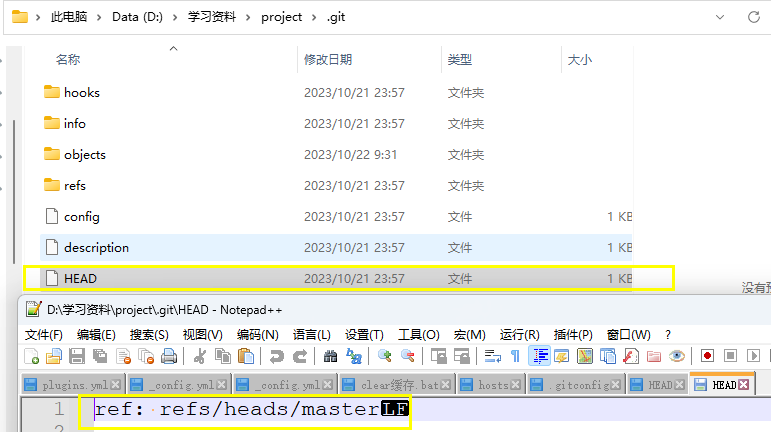 此电脑 > Data (D:) > 学习资料 > project > .git
名称 修改日期 类型 大小
hooks 2023/10/21 23:57 文件夹
info 2023/10/21 23:57 文件夹
objects 2023/10/22 9:31 文件夹
refs 2023/10/21 23:57 文件夹
config 2023/10/21 23:57 文件 1 KB
description 2023/10/21 23:57 文件 1 KB
HEAD 2023/10/21 23:57 文件 1 KB
没有预
D:\学习资料\project\.git\HEAD - Notepad++
文件(F) 编辑(E) 搜索(S) 视图(V) 编码(N) 语言(L) 设置(T) 工具(O) 宏(M) 运行(R) 插件(P) 窗口(W) ?
plugins.yml _config.yml _config.yml clear缓存.bat hosts .gitconfig HEAD HEAD
1 ref: refs/heads/masterLF
2